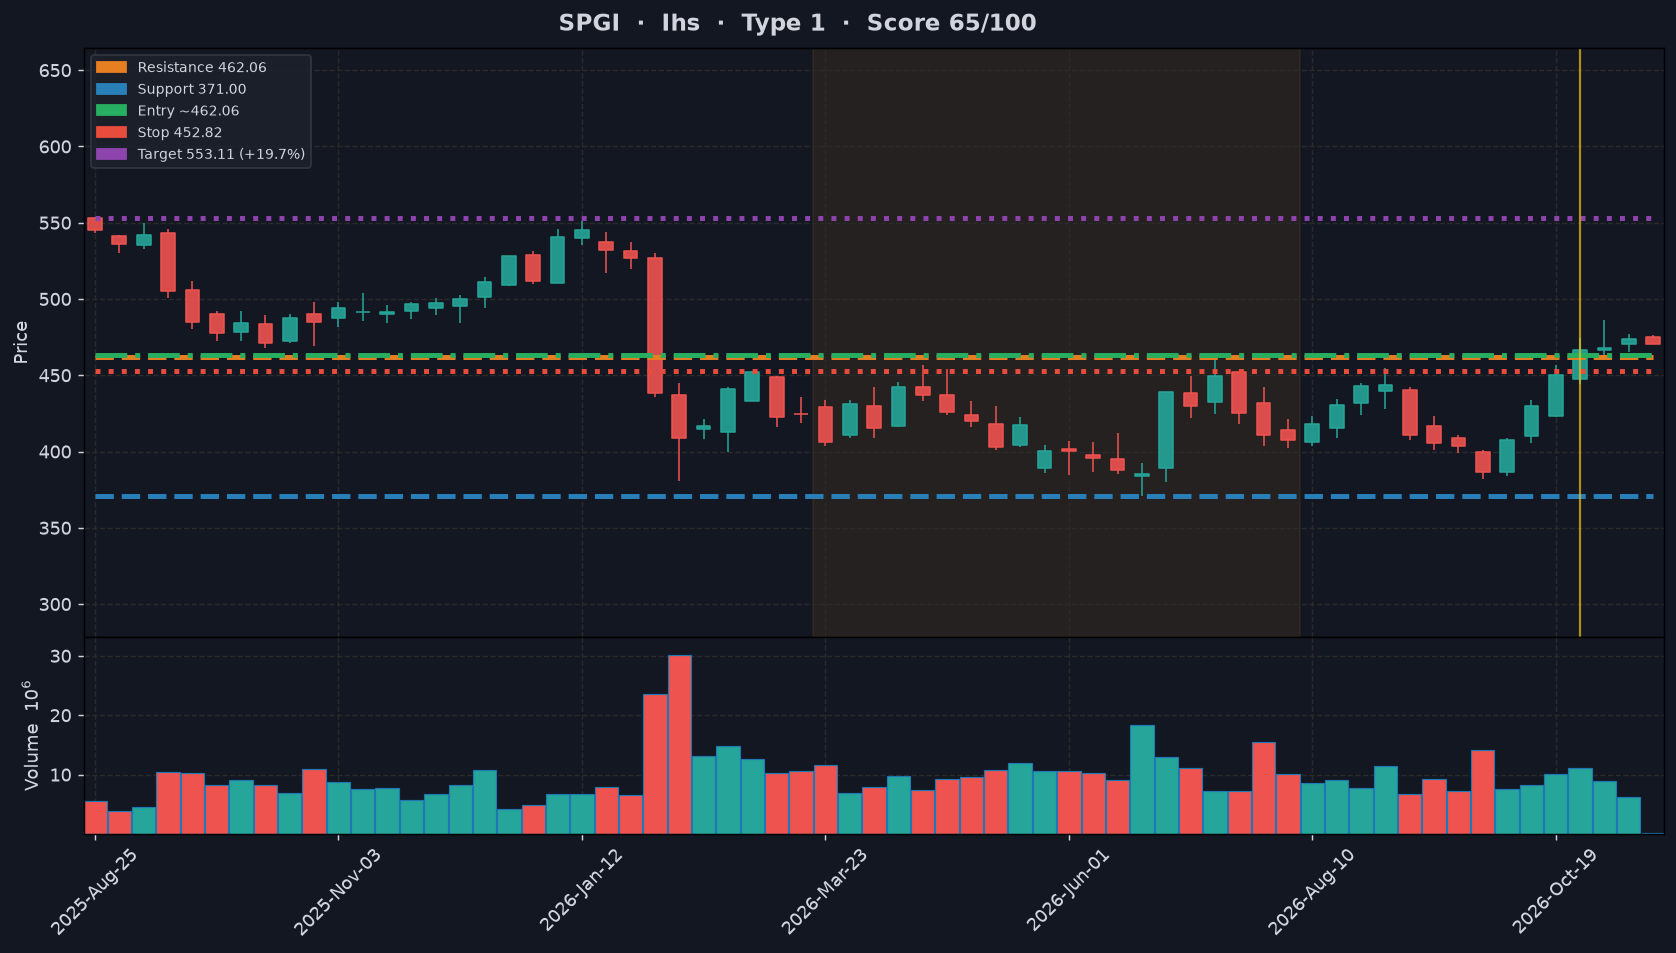 SPGI · Ihs · Type 1 · Score 65/100
Resistance 462.06
Support 371.00
Entry ~462.06
Stop 452.82
Target 553.11 (+19.7%)
Price
650
600
550
500
450
400
350
300
Volume 10⁶
30
20
10
2025-Aug-25
2025-Nov-03
2026-Jan-12
2026-Mar-23
2026-Jun-01
2026-Aug-10
2026-Oct-19